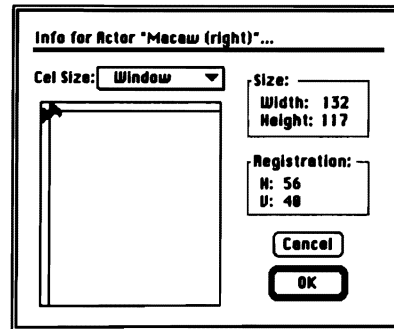 Info for Actor "Macaw (right)"...
Cel Size: Window
Size:
Width: 132
Height: 117
Registration:
H: 56
V: 40
Cancel
OK